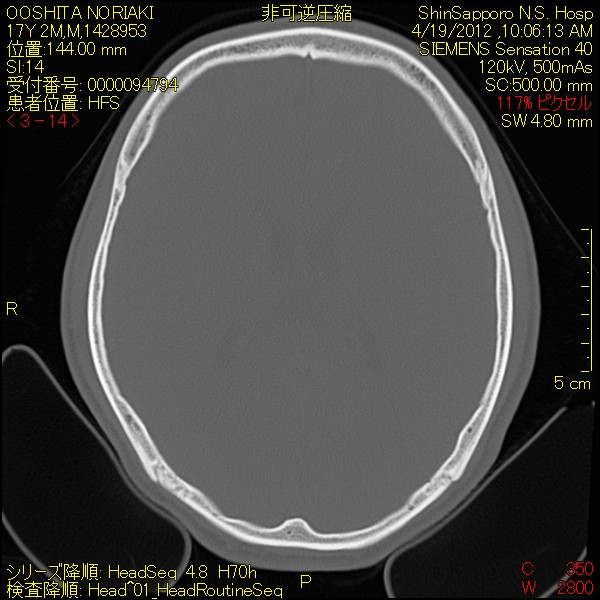 OOSHITA NORIAKI
17Y 2M,M,1428953
位置:144.00 mm
SI:14
受付番号: 0000094794
患者位置: HFS
<3-14>
非可逆圧縮
ShinSapporo N.S. Hosp
4/19/2012 ,10:06:13 AM
SIEMENS Sensation 40
120kV, 500mAs
SC:500.00 mm
117% ピクセル
SW 4.80 mm
R
5 cm
シリーズ降順: HeadSeq 4.8 H70h
検査降順: Head^01_HeadRoutineSeq
P
C 350
W 2800